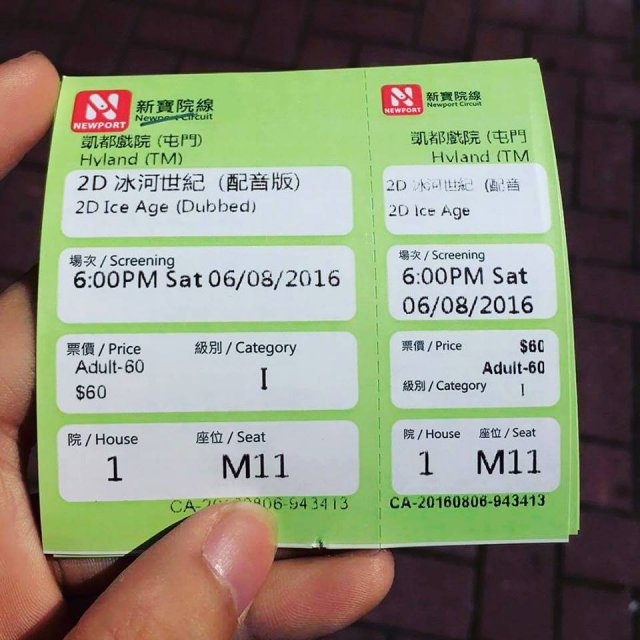 NEWPORT
新寶院線
Newport Circuit
凱都戲院 (屯門)
Hyland (TM)
2D 冰河世紀 (配音版)
2D Ice Age (Dubbed)
場次 / Screening
6:00PM Sat 06/08/2016
票價 / Price
級別 / Category
Adult-60
I
$60
院 / House
座位 / Seat
1
M11
CA-20160806-943413
NEWPORT
新寶院線
Newport Circuit
凱都戲院 (屯門
Hyland (TM
2D 冰河世紀 (配音
2D Ice Age
場次 / Screening
6:00PM Sat
06/08/2016
票價 / Price
$60
Adult-60
級別 / Category
I
院 / House
座位 / Seat
1
M11
CA-20160806-943413